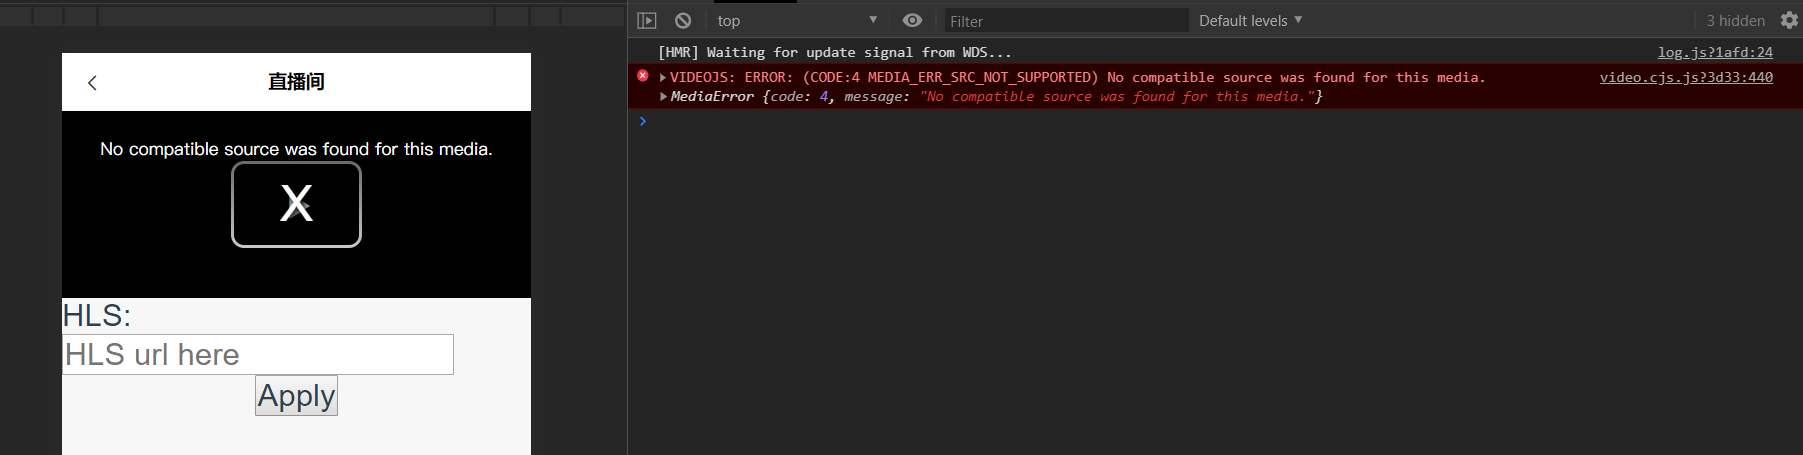 直播间
No compatible source was found for this media.
X
HLS:
HLS url here
Apply
top
Filter
Default levels
3 hidden
[HMR] Waiting for update signal from WDS...
log.js?1afd:24
VIDEOJS: ERROR: (CODE:4 MEDIA_ERR_SRC_NOT_SUPPORTED) No compatible source was found for this media.
video.cjs.js?3d33:440
MediaError {code: 4, message: "No compatible source was found for this media."}